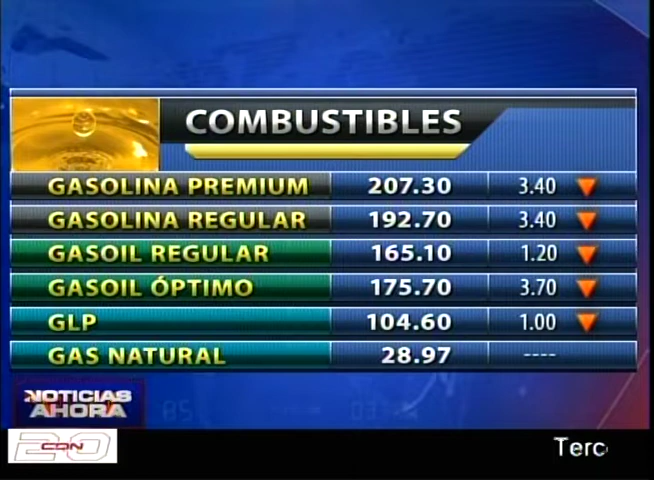 COMBUSTIBLES
GASOLINA PREMIUM 207.30 3.40
GASOLINA REGULAR 192.70 3.40
GASOIL REGULAR 165.10 1.20
GASOIL ÓPTIMO 175.70 3.70
GLP 104.60 1.00
GAS NATURAL 28.97 ----
NOTICIAS
AHORA
20
CDN
Terc